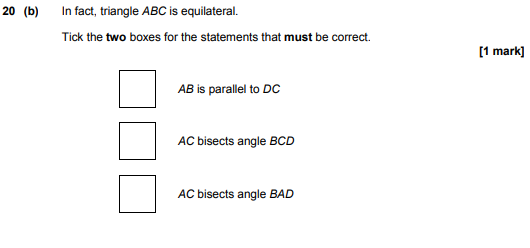 20 (b) In fact, triangle ABC is equilateral.
Tick the two boxes for the statements that must be correct.
[1 mark]
AB is parallel to DC
AC bisects angle BCD
AC bisects angle BAD